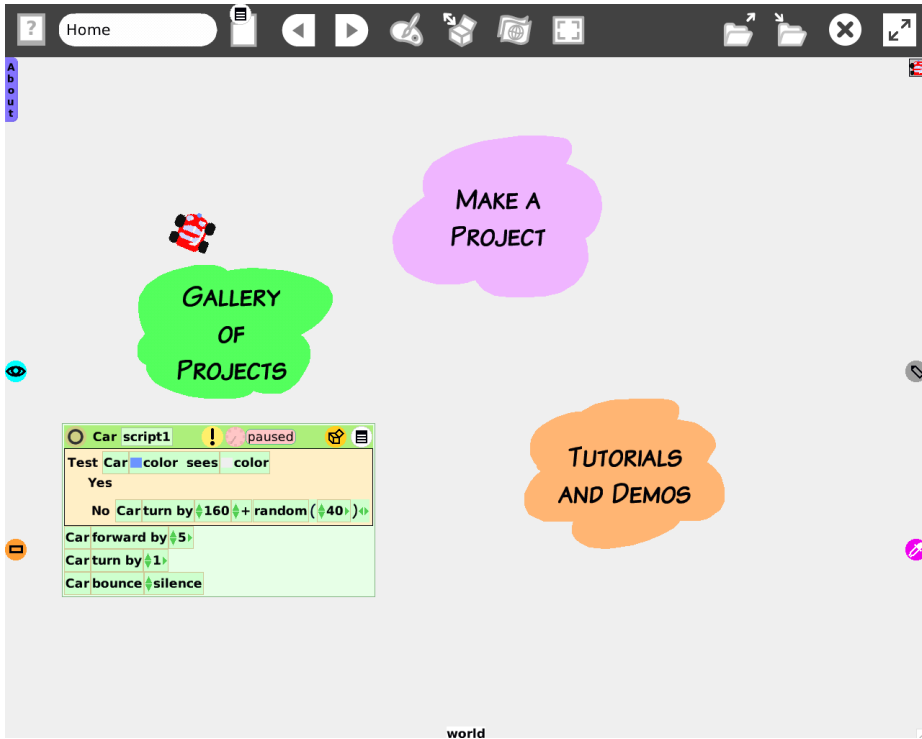 ?
Home
About
MAKE A
PROJECT
GALLERY
OF
PROJECTS
TUTORIALS
AND DEMOS
Car script1 ! paused
Test Car color sees color
Yes
No Car turn by 160 + random ( 40 )
Car forward by 5
Car turn by 1
Car bounce silence
world